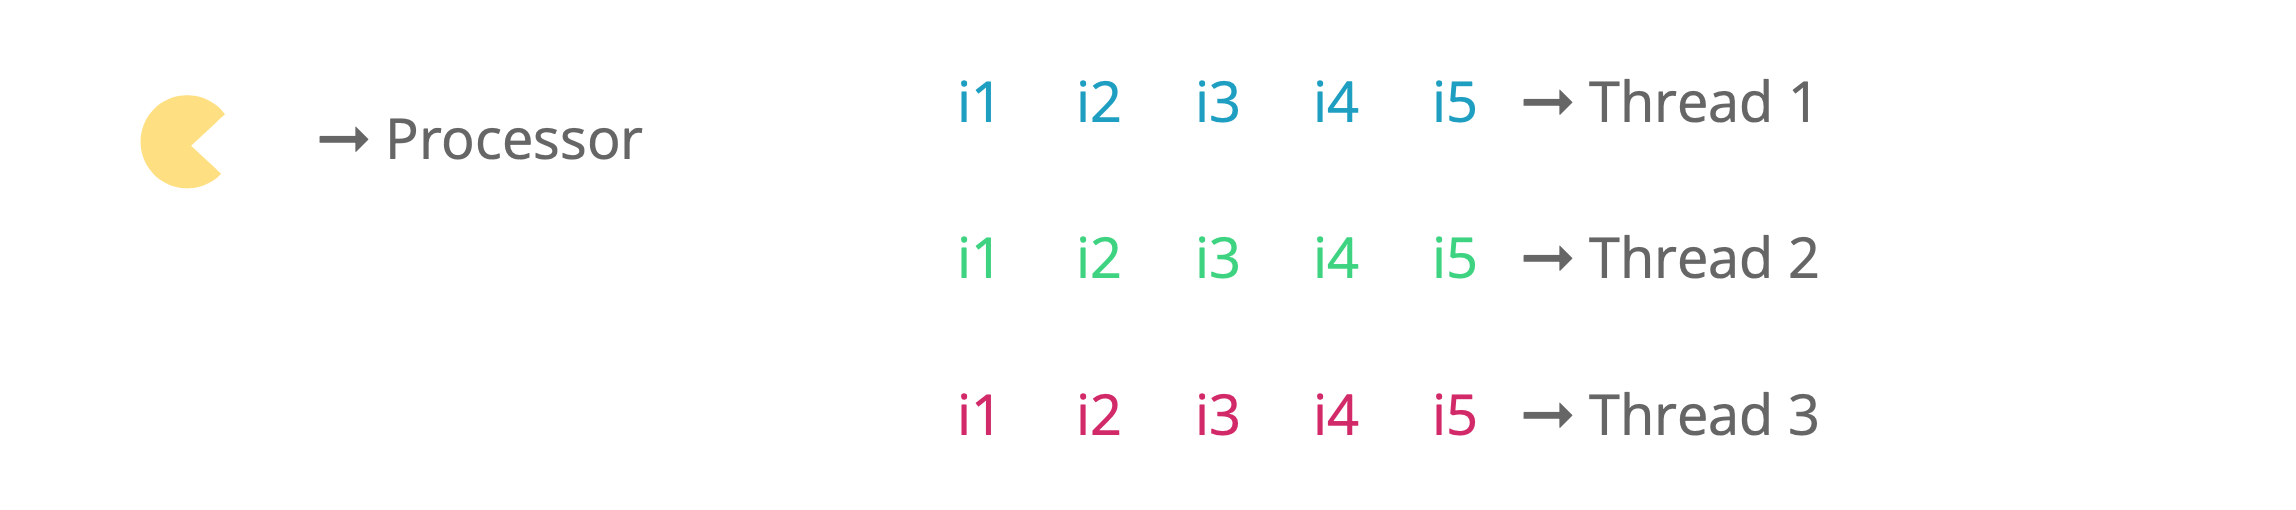 → Processor
i1 i2 i3 i4 i5 → Thread 1
i1 i2 i3 i4 i5 → Thread 2
i1 i2 i3 i4 i5 → Thread 3